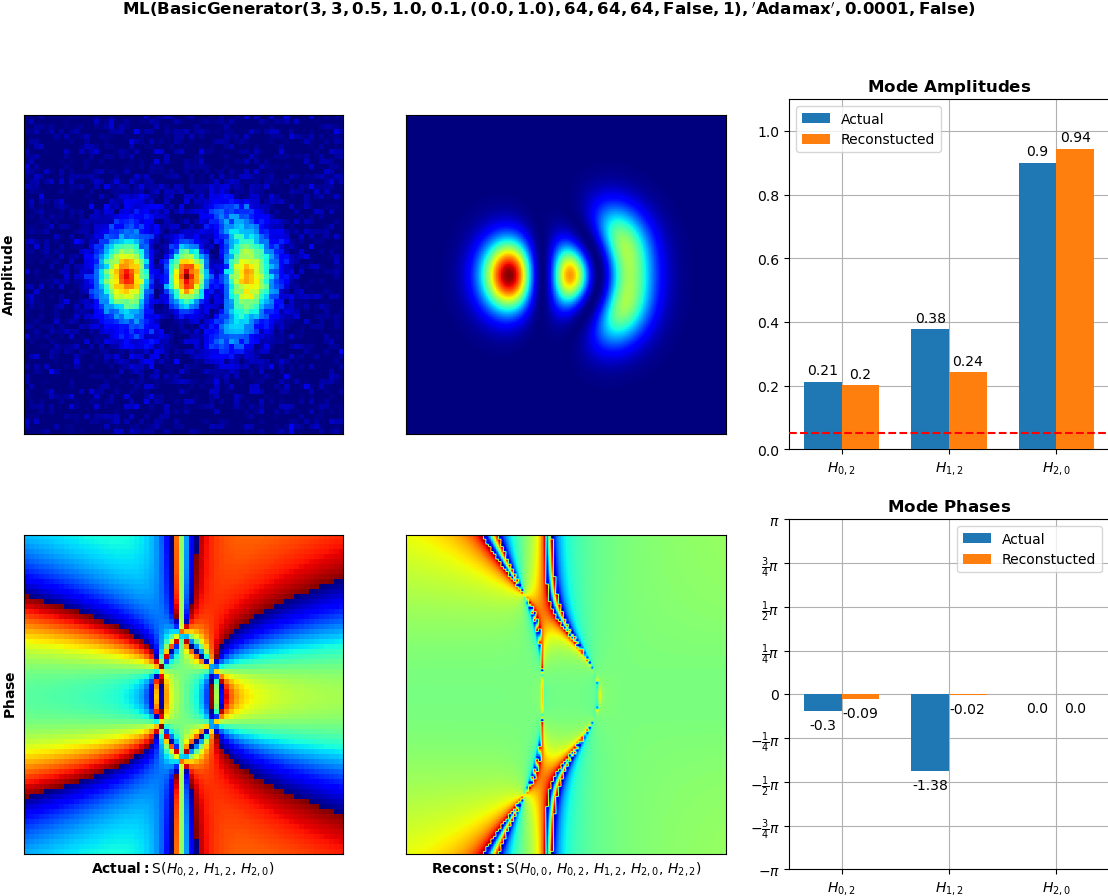 ML(BasicGenerator(3, 3, 0.5, 1.0, 0.1, (0.0, 1.0), 64, 64, 64, False, 1), ′Adamax′, 0.0001, False)
Amplitude
Mode Amplitudes
Actual
Reconstucted
1.0
0.8
0.6
0.4
0.2
0.0
0.21
0.2
0.38
0.24
0.9
0.94
H₀,₂
H₁,₂
H₂,₀
Phase
Actual: S(H₀,₂, H₁,₂, H₂,₀)
Reconst: S(H₀,₀, H₀,₂, H₁,₂, H₂,₀, H₂,₂)
Mode Phases
Actual
Reconstucted
π
3/4π
1/2π
1/4π
0
−1/4π
−1/2π
−3/4π
−π
-0.3
-0.09
-1.38
-0.02
0.0
0.0
H₀,₂
H₁,₂
H₂,₀